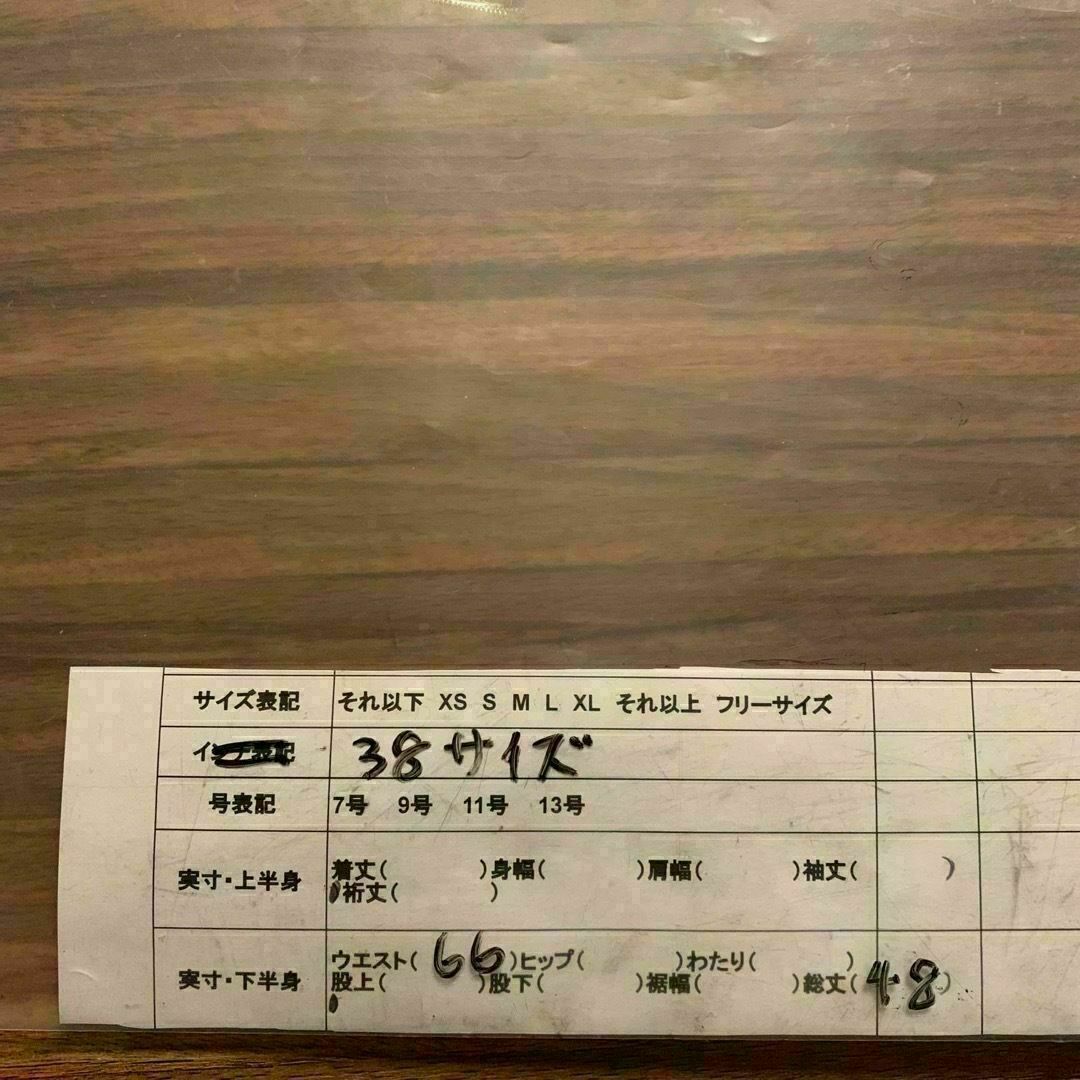 サイズ表記 それ以下 XS S M L XL それ以上 フリーサイズ
イ 表記 38サイズ
号表記 7号 9号 11号 13号
実寸・上半身 着丈( )身幅( )肩幅( )袖丈( )
裄丈( )
実寸・下半身 ウエスト( 66 )ヒップ( )わたり( )
股上( )股下( )裾幅( )総丈( 48 )